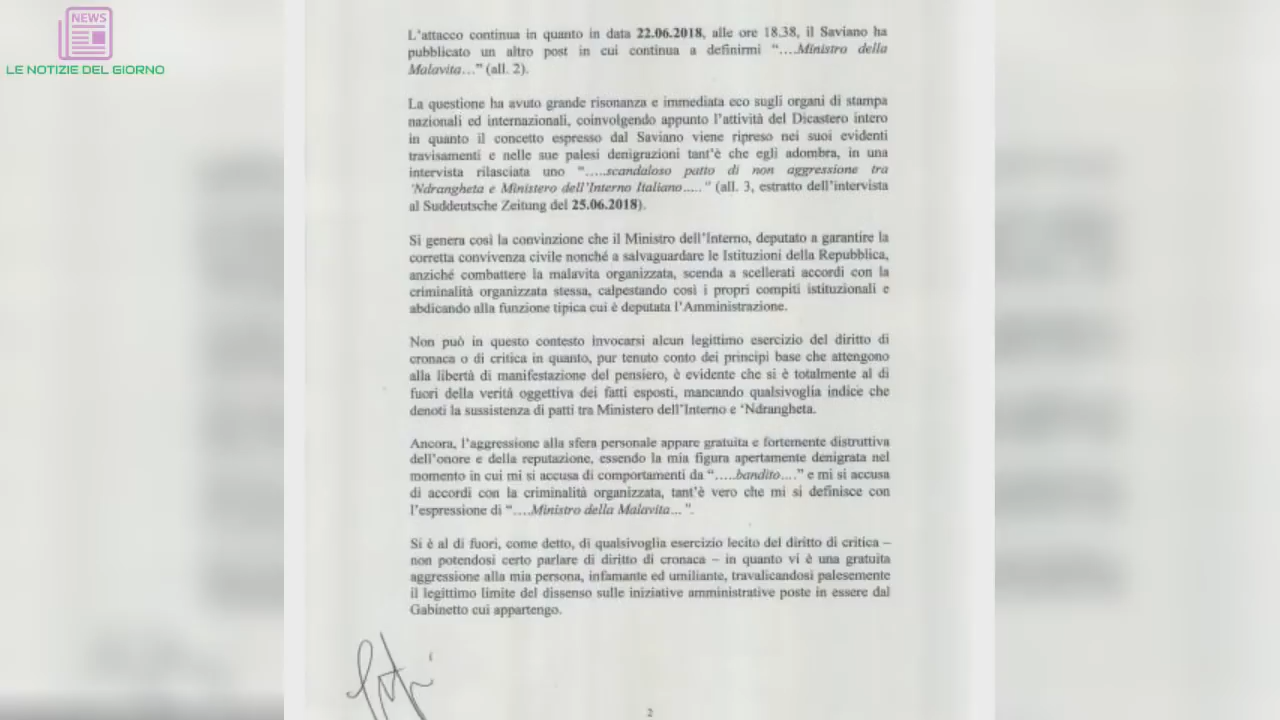 NEWS
LE NOTIZIE DEL GIORNO
L'attacco continua in quanto in data 22.06.2018, alle ore 18.38, il Saviano ha
pubblicato un altro post in cui continua a definirmi “....Ministro della
Malavita...” (all. 2).
La questione ha avuto grande risonanza e immediata eco sugli organi di stampa
nazionali ed internazionali, coinvolgendo appunto l'attività del Dicastero intero
in quanto il concetto espresso dal Saviano viene ripreso nei suoi evidenti
travisamenti e nelle sue palesi denigrazioni tant'è che egli adombra, in una
intervista rilasciata uno “.....scandaloso patto di non aggressione tra
'Ndrangheta e Ministero dell'Interno Italiano.....” (all. 3, estratto dell'intervista
al Suddeutsche Zeitung del 25.06.2018).
Si genera così la convinzione che il Ministro dell'Interno, deputato a garantire la
corretta convivenza civile nonché a salvaguardare le Istituzioni della Repubblica,
anziché combattere la malavita organizzata, scenda a scellerati accordi con la
criminalità organizzata stessa, calpestando così i propri compiti istituzionali e
abdicando alla funzione tipica cui è deputata l'Amministrazione.
Non può in questo contesto invocarsi alcun legittimo esercizio del diritto di
cronaca o di critica in quanto, pur tenuto conto dei principi base che attengono
alla libertà di manifestazione del pensiero, è evidente che si è totalmente al di
fuori della verità oggettiva dei fatti esposti, mancando qualsivoglia indice che
denoti la sussistenza di patti tra Ministero dell'Interno e 'Ndrangheta.
Ancora, l'aggressione alla sfera personale appare gratuita e fortemente distruttiva
dell'onore e della reputazione, essendo la mia figura apertamente denigrata nel
momento in cui mi si accusa di comportamenti da “.....bandito....” e mi si accusa
di accordi con la criminalità organizzata, tant'è vero che mi si definisce con
l'espressione di “....Ministro della Malavita... ”.
Si è al di fuori, come detto, di qualsivoglia esercizio lecito del diritto di critica –
non potendosi certo parlare di diritto di cronaca – in quanto vi è una gratuita
aggressione alla mia persona, infamante ed umiliante, travalicandosi palesemente
il legittimo limite del dissenso sulle iniziative amministrative poste in essere dal
Gabinetto cui appartengo.
2